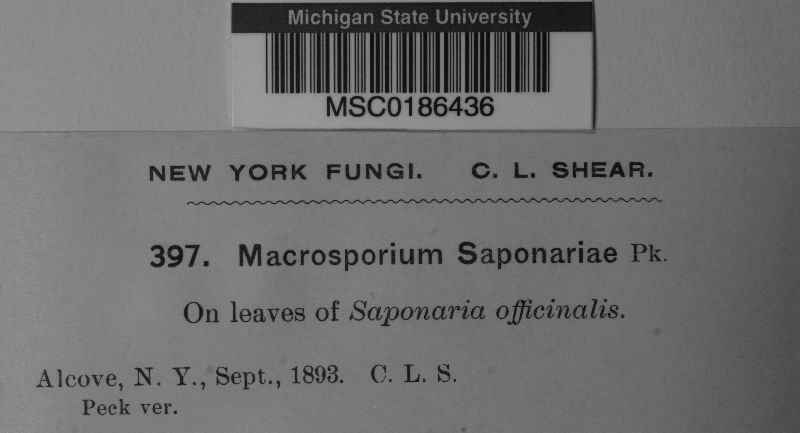 Michigan State University
MSC0186436
NEW YORK FUNGI. C. L. SHEAR.
397. Macrosporium Saponariae Pk.
On leaves of Saponaria officinalis.
Alcove, N. Y., Sept., 1893. C. L. S.
Peck ver.